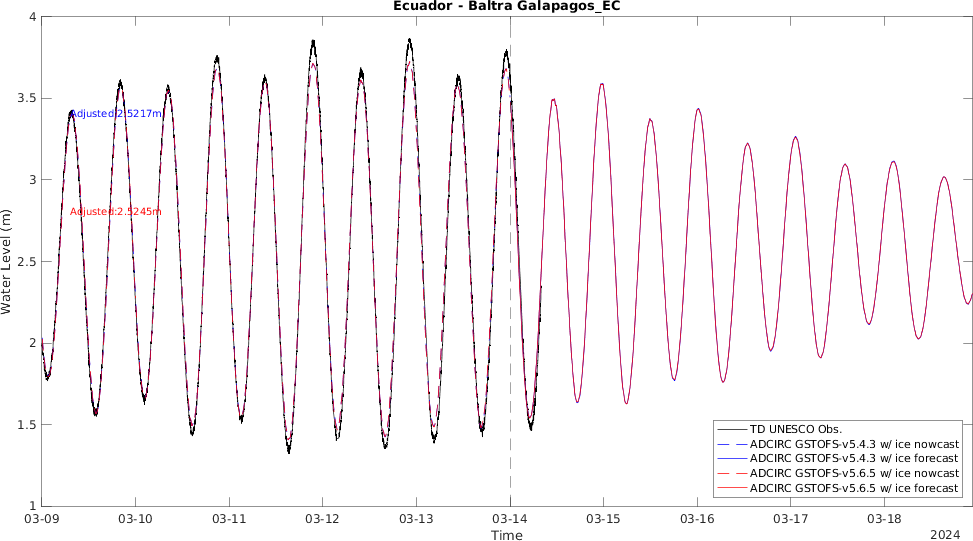 Ecuador - Baltra Galapagos_EC
4
3.5
3
2.5
2
1.5
1
Water Level (m)
Adjusted:2.5217m
Adjusted:2.5245m
TD UNESCO Obs.
ADCIRC GSTOFS-v5.4.3 w/ ice nowcast
ADCIRC GSTOFS-v5.4.3 w/ ice forecast
ADCIRC GSTOFS-v5.6.5 w/ ice nowcast
ADCIRC GSTOFS-v5.6.5 w/ ice forecast
03-09 03-10 03-11 03-12 03-13 03-14 03-15 03-16 03-17 03-18
Time
2024